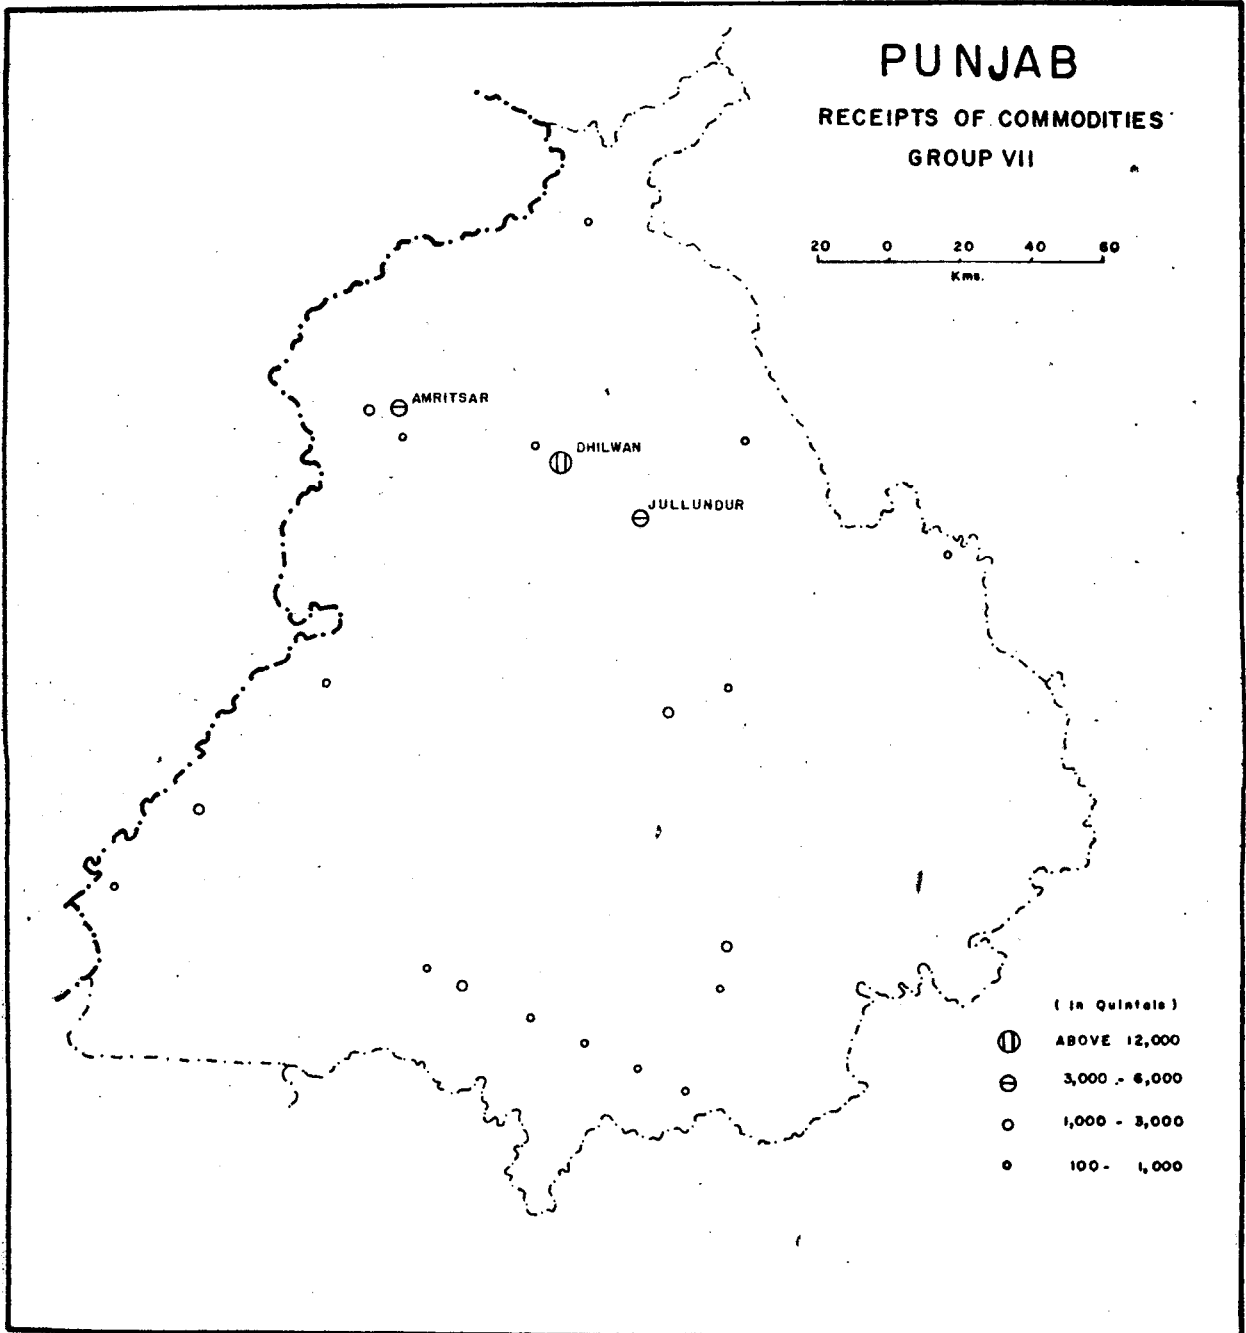 PUNJAB
RECEIPTS OF COMMODITIES
GROUP VII
20 0 20 40 60
Kms.
AMRITSAR
DHILWAN
JULLUNDUR
(In Quintals)
ABOVE 12,000
3,000 - 6,000
1,000 - 3,000
100 - 1,000